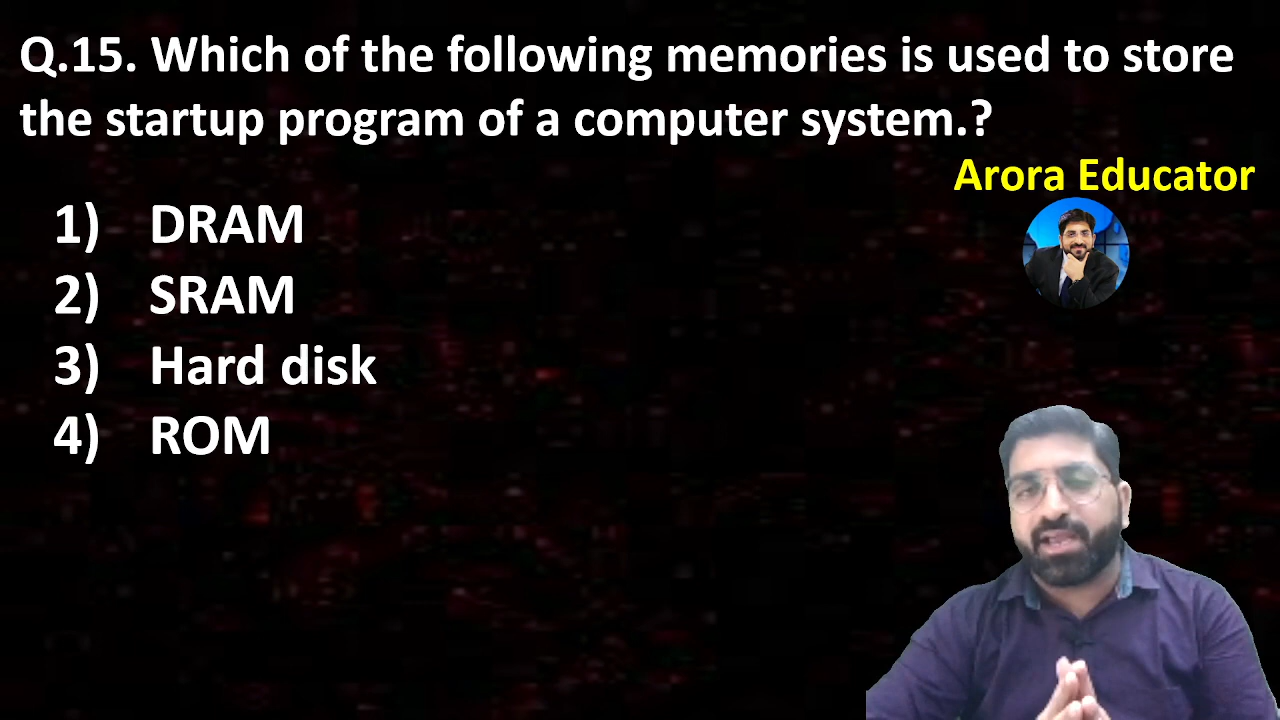 Q.15. Which of the following memories is used to store
the startup program of a computer system.?
Arora Educator
1) DRAM
2) SRAM
3) Hard disk
4) ROM